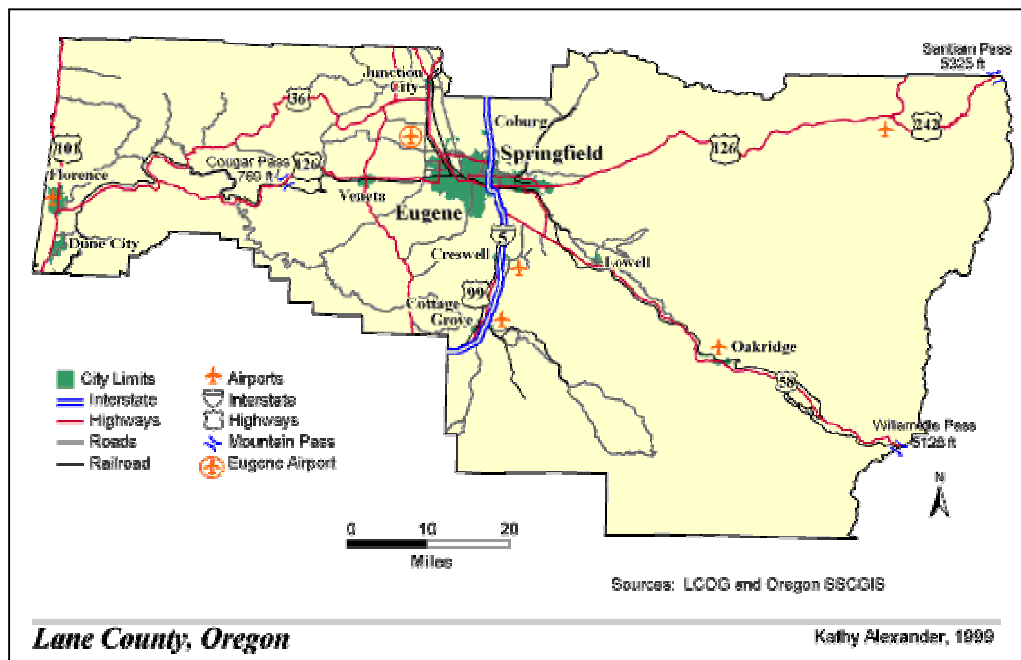 Santiam Pass
5325 ft
Junction
City
36
Coburg
242
101
126
Springfield
126
Cougar Pass
760 ft
Florence
Veneta
Eugene
Dune City
5
Creswell
Lowell
99
Cottage
Grove
Oakridge
58
City Limits
Airports
Interstate
Interstate
Highways
Highways
Roads
Mountain Pass
Railroad
Eugene Airport
Willamette Pass
5128 ft
N
0 10 20
Miles
Sources: LCOG and Oregon SSCGIS
Lane County, Oregon
Kathy Alexander, 1999